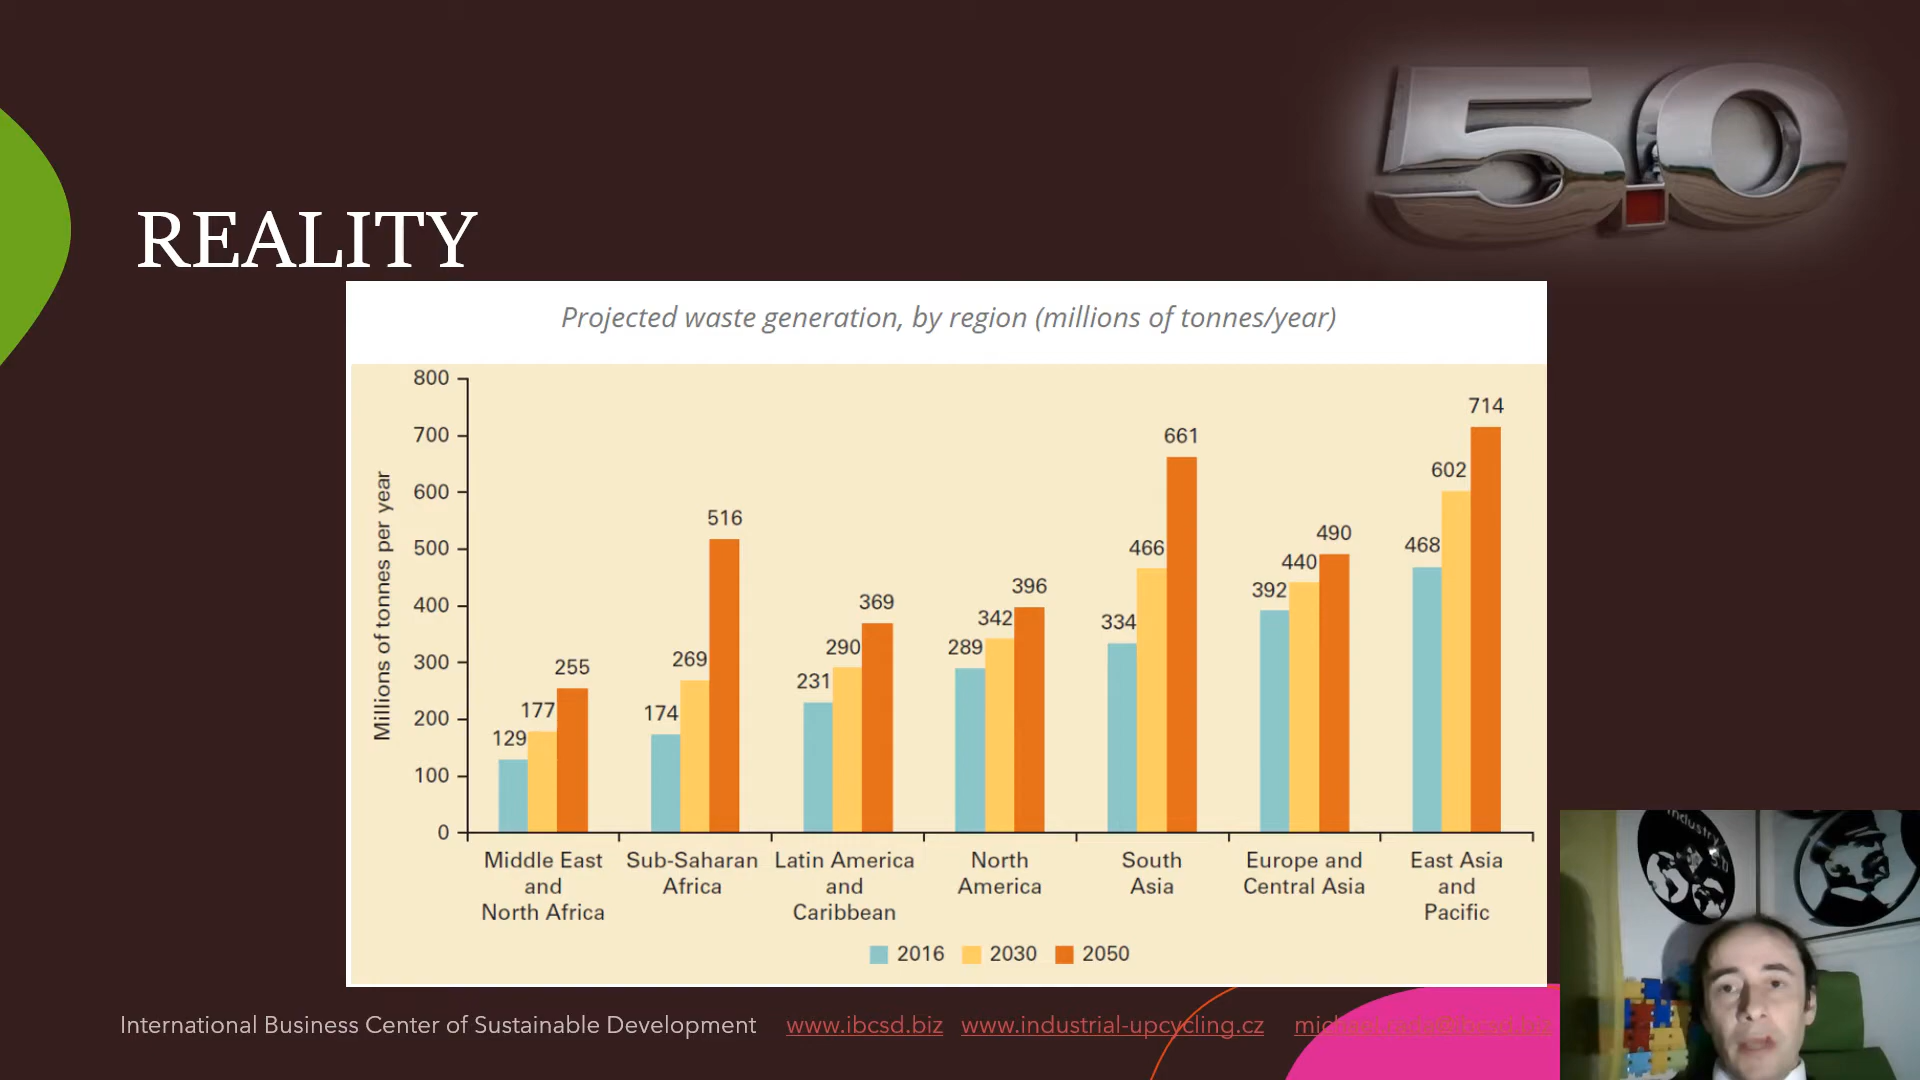 5.0
REALITY
Projected waste generation, by region (millions of tonnes/year)
Millions of tonnes per year
800
700
600
500
400
300
200
100
0
129
177
255
174
269
516
231
290
369
289
342
396
334
466
661
392
440
490
468
602
714
Middle East
and
North Africa
Sub-Saharan
Africa
Latin America
and
Caribbean
North
America
South
Asia
Europe and
Central Asia
East Asia
and
Pacific
2016 2030 2050
International Business Center of Sustainable Development www.ibcsd.biz www.industrial-upcycling.cz
industry